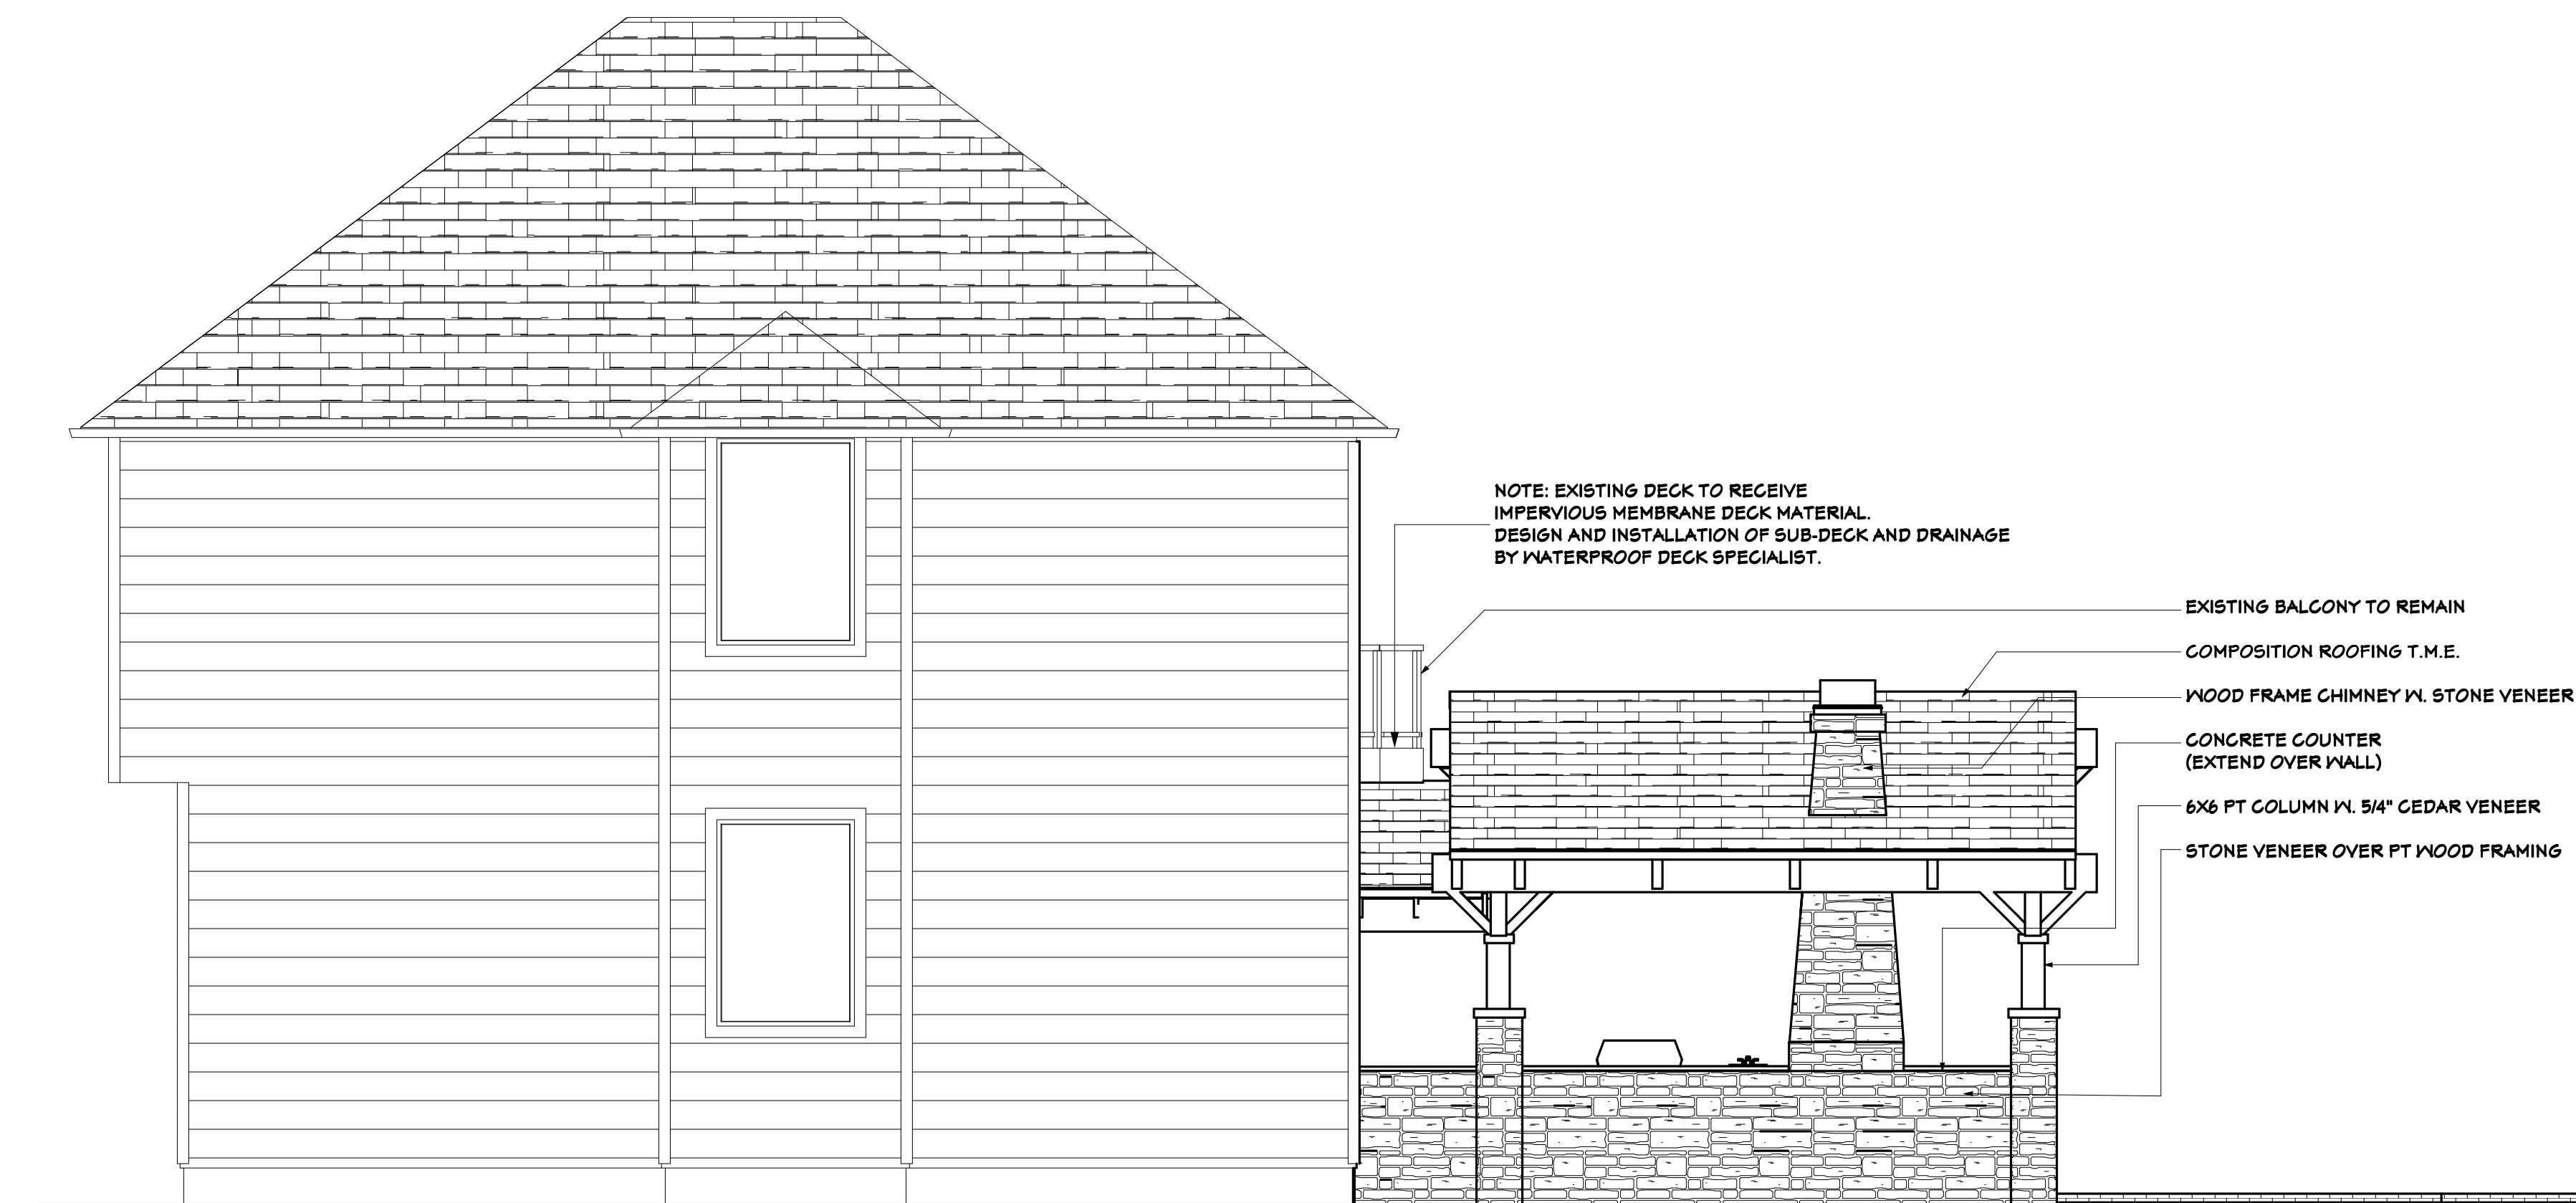 NOTE: EXISTING DECK TO RECEIVE
IMPERVIOUS MEMBRANE DECK MATERIAL.
DESIGN AND INSTALLATION OF SUB-DECK AND DRAINAGE
BY WATERPROOF DECK SPECIALIST.
EXISTING BALCONY TO REMAIN
COMPOSITION ROOFING T.M.E.
WOOD FRAME CHIMNEY W. STONE VENEER
CONCRETE COUNTER
(EXTEND OVER WALL)
6X6 PT COLUMN W. 5/4" CEDAR VENEER
STONE VENEER OVER PT WOOD FRAMING